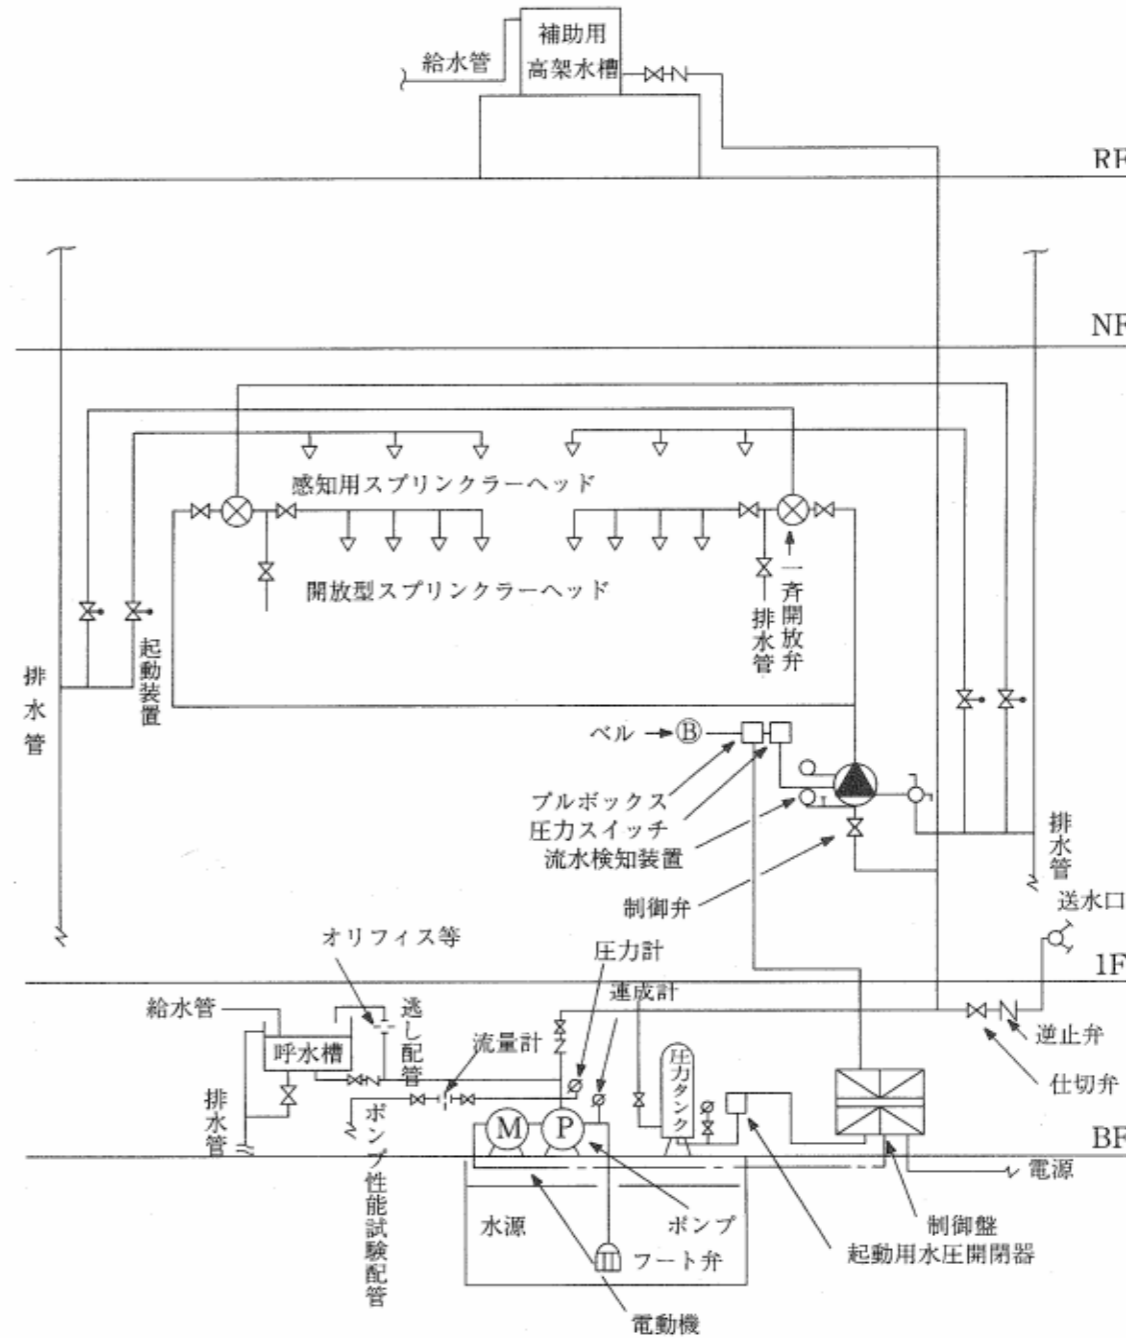 補助用
高架水槽
給水管
RF
NF
感知用スプリンクラーヘッド
開放型スプリンクラーヘッド
一斉開放弁
排水管
起動装置
排水管
ベル
B
プルボックス
圧力スイッチ
流水検知装置
制御弁
排水管
送水口
オリフィス等
圧力計
1F
連成計
給水管
逃し配管
呼水槽
流量計
圧力タンク
逆止弁
仕切弁
排水管
ポンプ性能試験配管
M
P
BF
電源
水源
ポンプ
制御盤
フート弁
起動用水圧開閉器
電動機